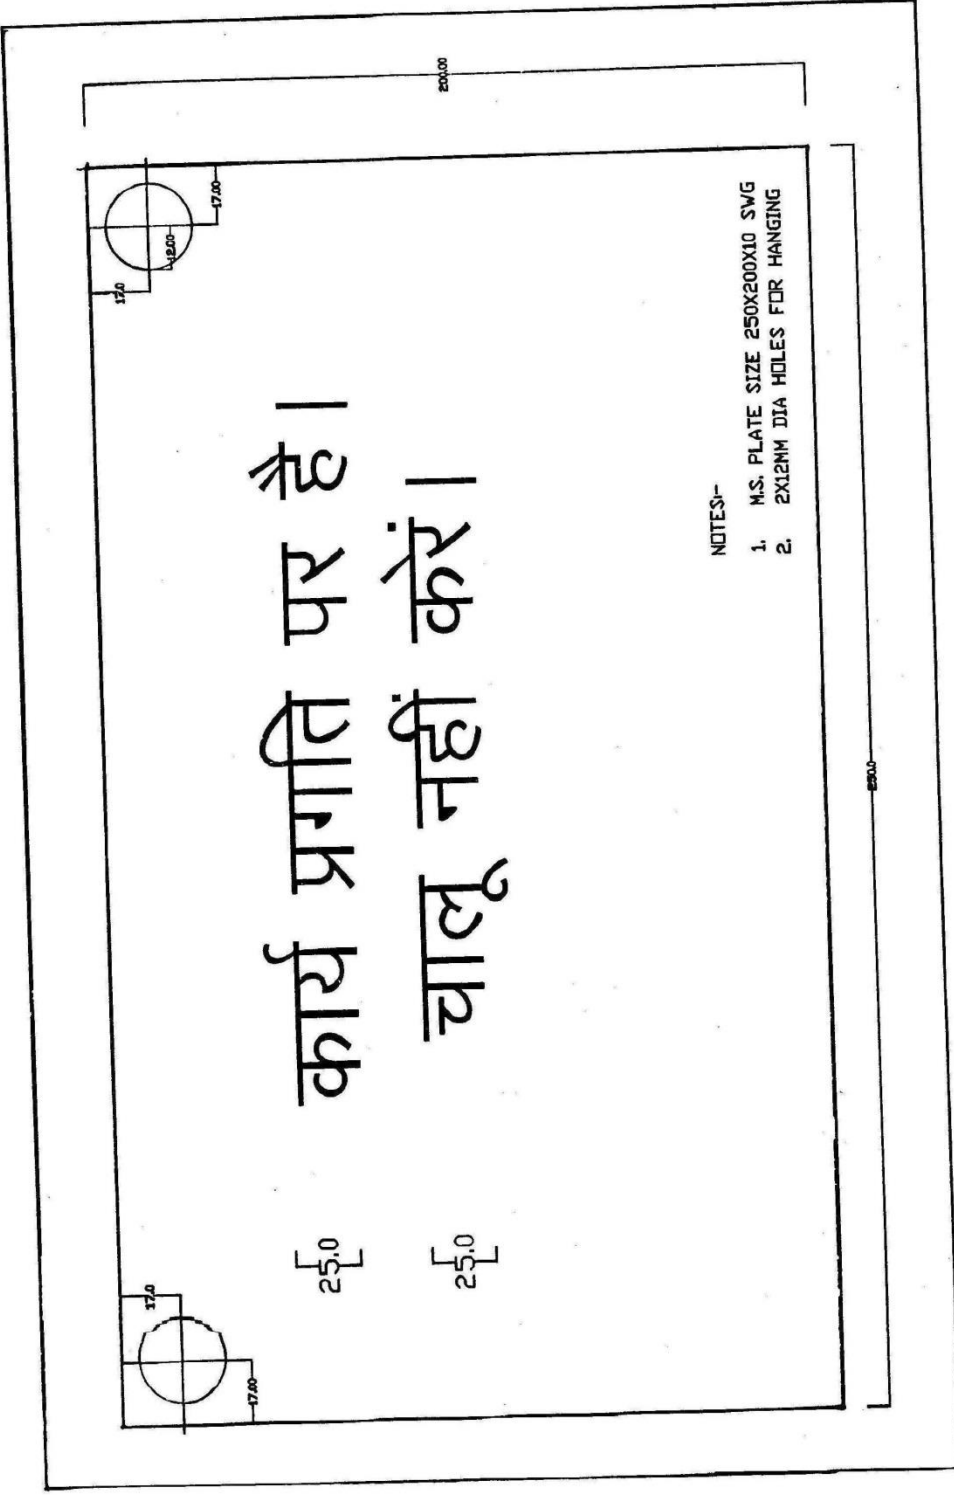 17.0
17.0
12.00
17.00
17.00
25.0 कार्य प्रगति पर है।
25.0 चालू नहीं करें।
200.00
NOTES:-
1. M.S. PLATE SIZE 250X200X10 SWG
2. 2X12MM DIA HOLES FOR HANGING
250.0